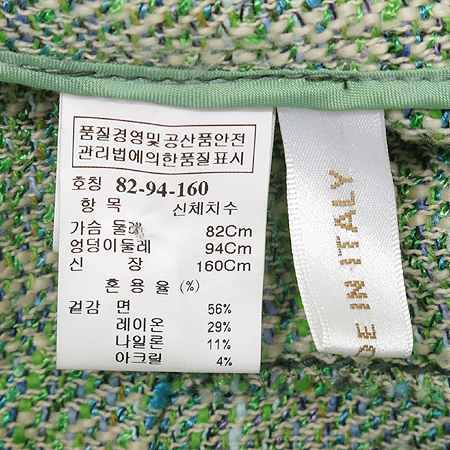 품질경영및공산품안전
관리법에의한품질표시
호칭 82-94-160
항 목 신체치수
가슴 둘레 82Cm
엉덩이둘레 94Cm
신 장 160Cm
혼 용 율 (%)
겉감 면 56%
레이온 29%
나일론 11%
아크릴 4%
E IN ITALY